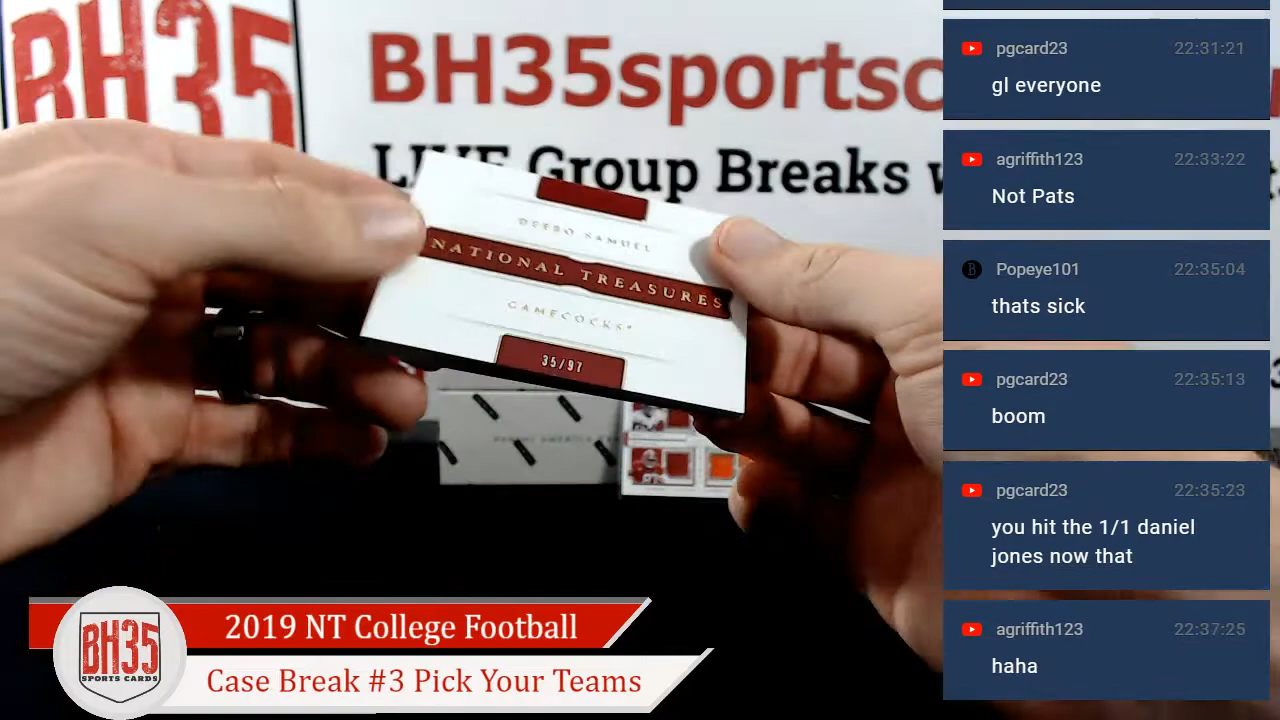 BH35
BH35sportsc
LIVE Group Breaks w
DEEBO SAMUEL
NATIONAL TREASURES
GAMECOCKS
35/97
2019 NT College Football
Case Break #3 Pick Your Teams
BH35
SPORTS CARDS
pgcard23 22:31:21
gl everyone
agriffith123 22:33:22
Not Pats
Popeye101 22:35:04
thats sick
pgcard23 22:35:13
boom
pgcard23 22:35:23
you hit the 1/1 daniel
jones now that
agriffith123 22:37:25
haha